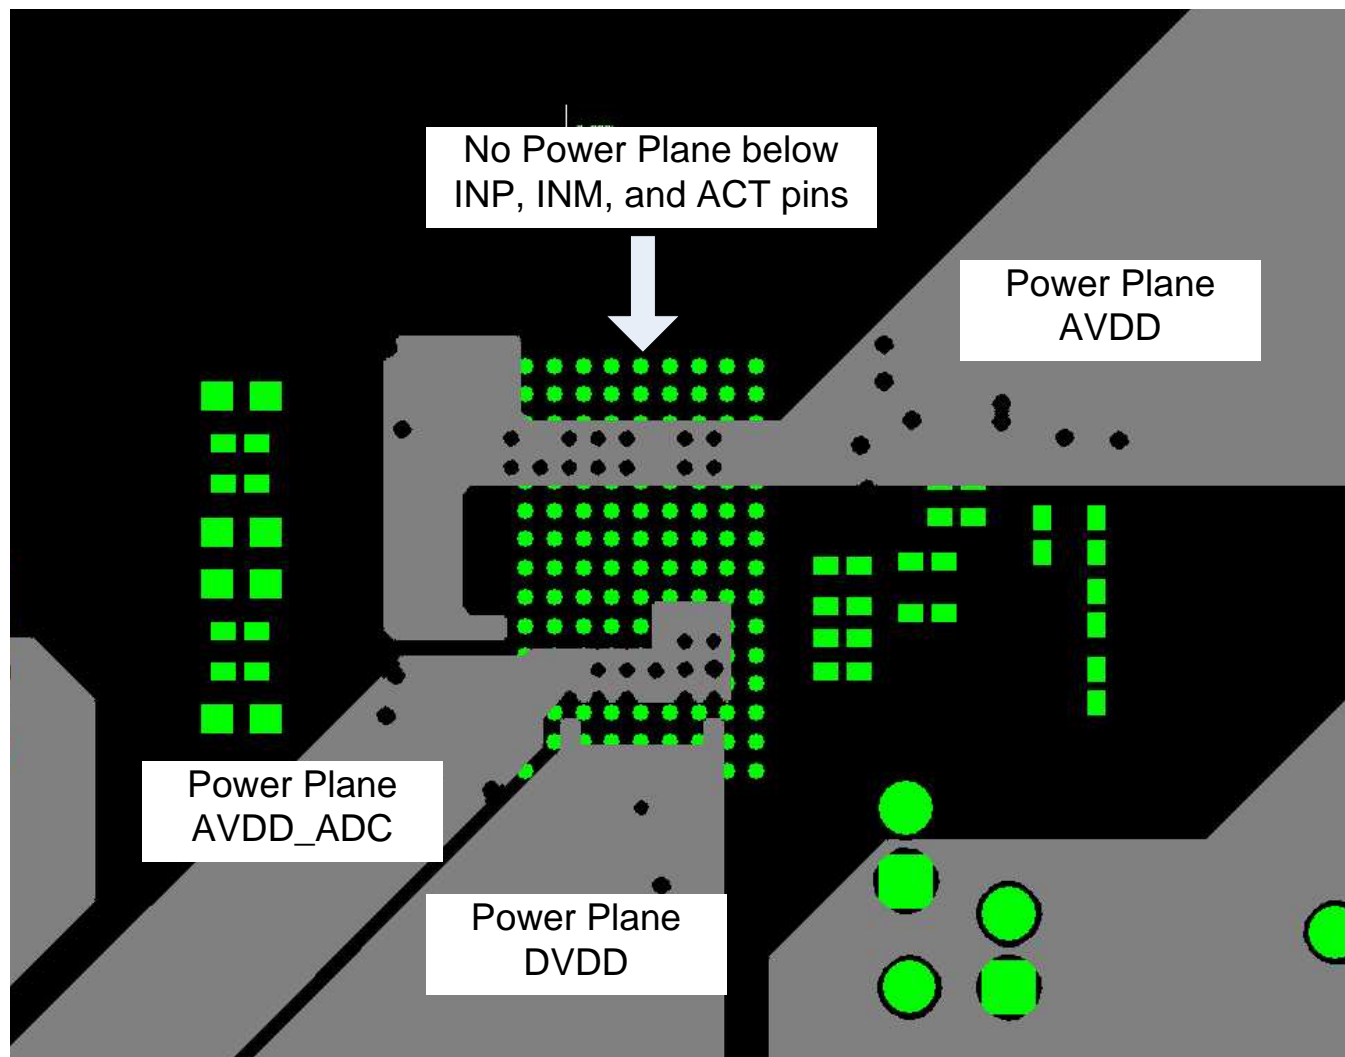 No Power Plane below
INP, INM, and ACT pins
Power Plane
AVDD
Power Plane
AVDD_ADC
Power Plane
DVDD